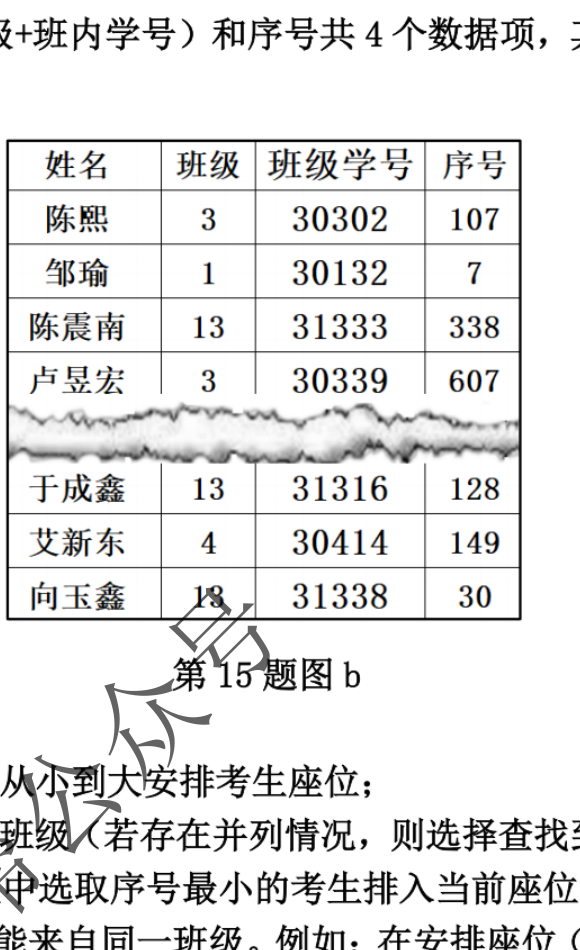 级+班内学号）和序号共 4 个数据项，其
姓名 班级 班级学号 序号
陈熙 3 30302 107
邹瑜 1 30132 7
陈震南 13 31333 338
卢昱宏 3 30339 607
于成鑫 13 31316 128
艾新东 4 30414 149
向玉鑫 13 31338 30
第 15 题图 b
从小到大安排考生座位；
班级（若存在并列情况，则选择查找到
中选取序号最小的考生排入当前座位
能来自同一班级。例如：在安排座位（
公众号